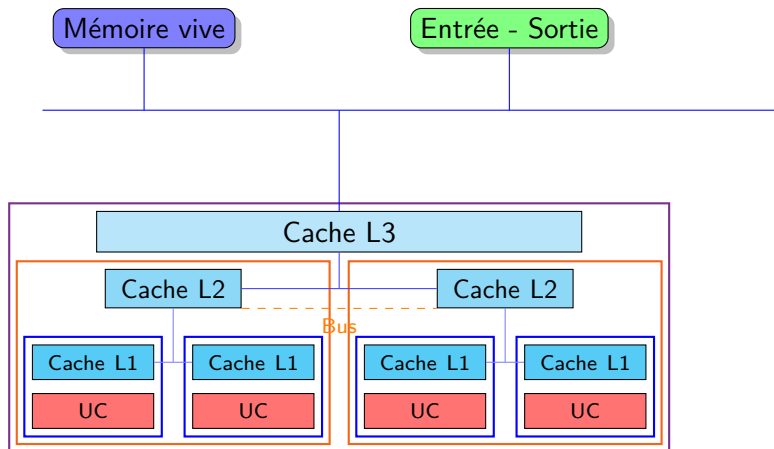 Mémoire vive
Entrée - Sortie
Cache L3
Cache L2
Cache L2
Bus
Cache L1
Cache L1
Cache L1
Cache L1
UC
UC
UC
UC